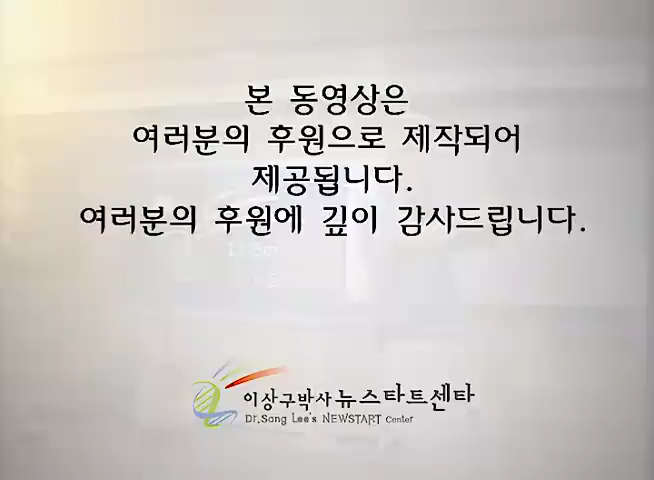 본 동영상은
여러분의 후원으로 제작되어
제공됩니다.
여러분의 후원에 깊이 감사드립니다.
이상구박사 뉴스타트센타
Dr.Sang Lee's NEWSTART Center